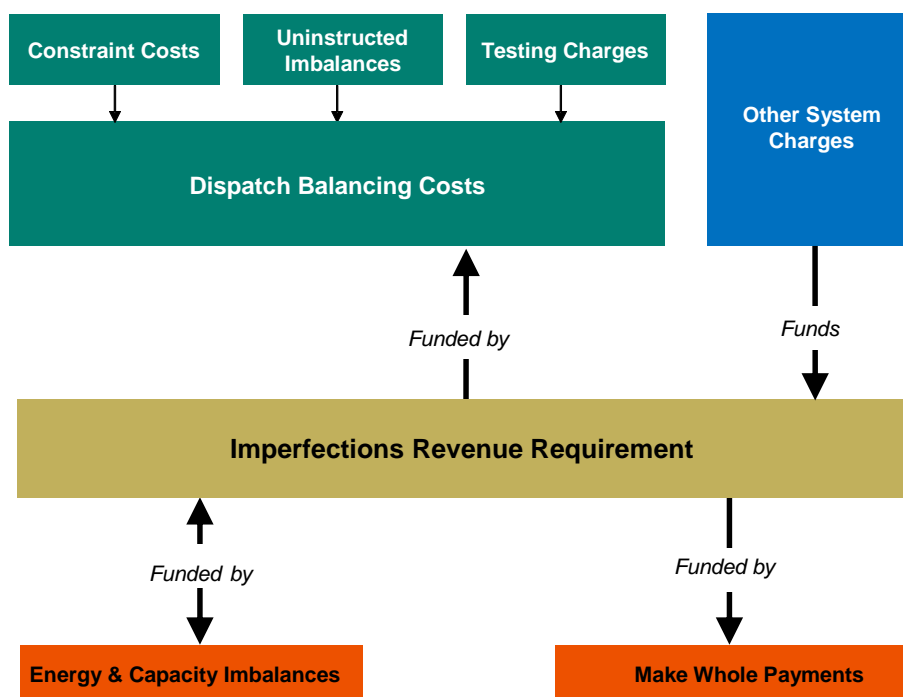 Constraint Costs
Uninstructed
Imbalances
Testing Charges
Other System
Charges
Dispatch Balancing Costs
Funded by
Funds
Imperfections Revenue Requirement
Funded by
Funded by
Energy & Capacity Imbalances
Make Whole Payments